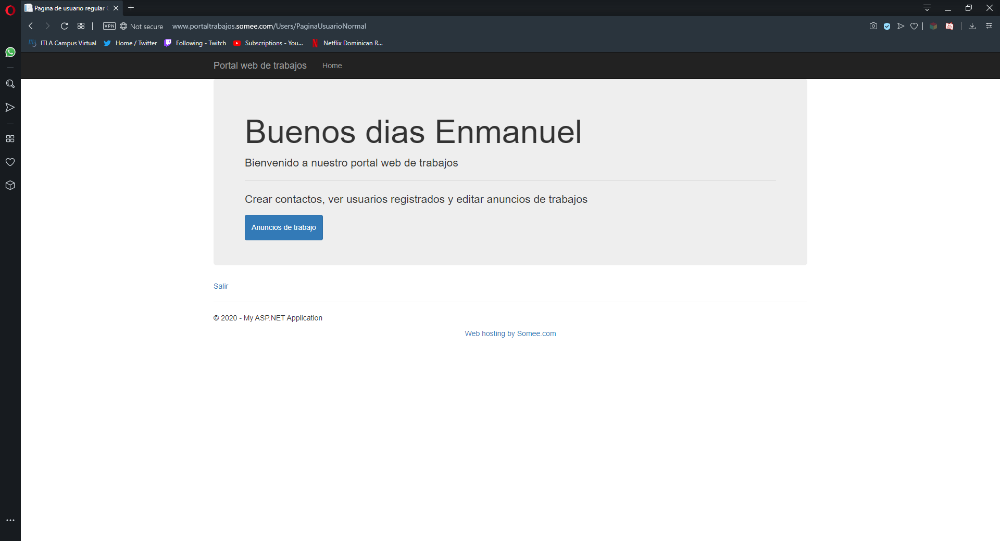 Pagina de usuario regular
VPN Not secure www.portaltrabajos.somee.com/Users/PaginaUsuarioNormal
ITLA Campus Virtual Home / Twitter Following - Twitch Subscriptions - You... Netflix Dominican R...
Portal web de trabajos Home
Buenos dias Enmanuel
Bienvenido a nuestro portal web de trabajos
Crear contactos, ver usuarios registrados y editar anuncios de trabajos
Anuncios de trabajo
Salir
© 2020 - My ASP.NET Application
Web hosting by Somee.com